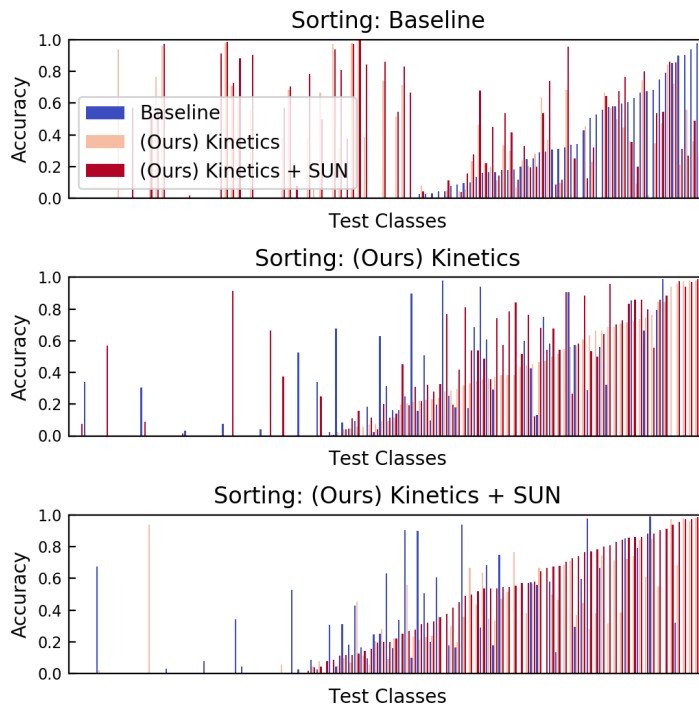 Sorting: Baseline
1.0
0.8
0.6
0.4
0.2
0.0
Accuracy
Baseline
(Ours) Kinetics
(Ours) Kinetics + SUN
Test Classes
Sorting: (Ours) Kinetics
1.0
0.8
0.6
0.4
0.2
0.0
Accuracy
Test Classes
Sorting: (Ours) Kinetics + SUN
1.0
0.8
0.6
0.4
0.2
0.0
Accuracy
Test Classes